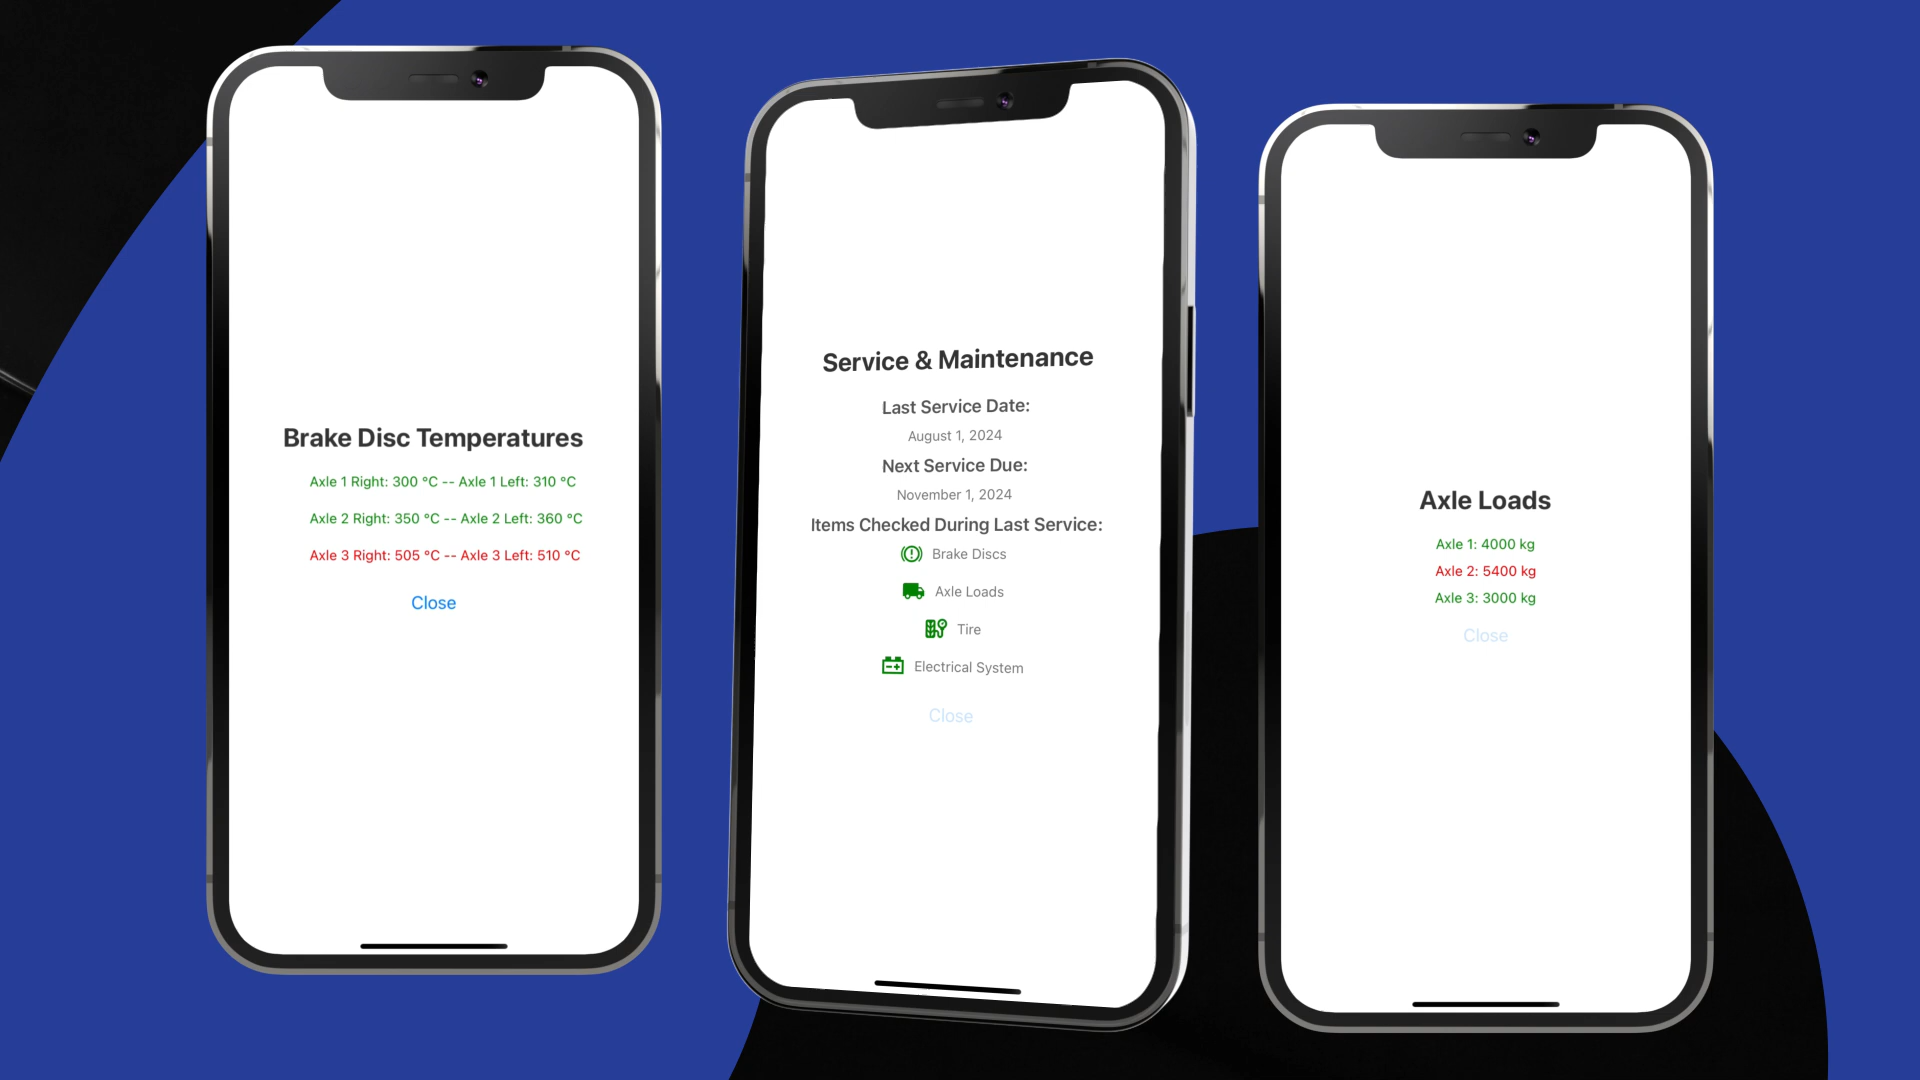 Brake Disc Temperatures
Axle 1 Right: 300 °C -- Axle 1 Left: 310 °C
Axle 2 Right: 350 °C -- Axle 2 Left: 360 °C
Axle 3 Right: 505 °C -- Axle 3 Left: 510 °C
Close
Service & Maintenance
Last Service Date:
August 1, 2024
Next Service Due:
November 1, 2024
Items Checked During Last Service:
Brake Discs
Axle Loads
Tire
Electrical System
Close
Axle Loads
Axle 1: 4000 kg
Axle 2: 5400 kg
Axle 3: 3000 kg
Close